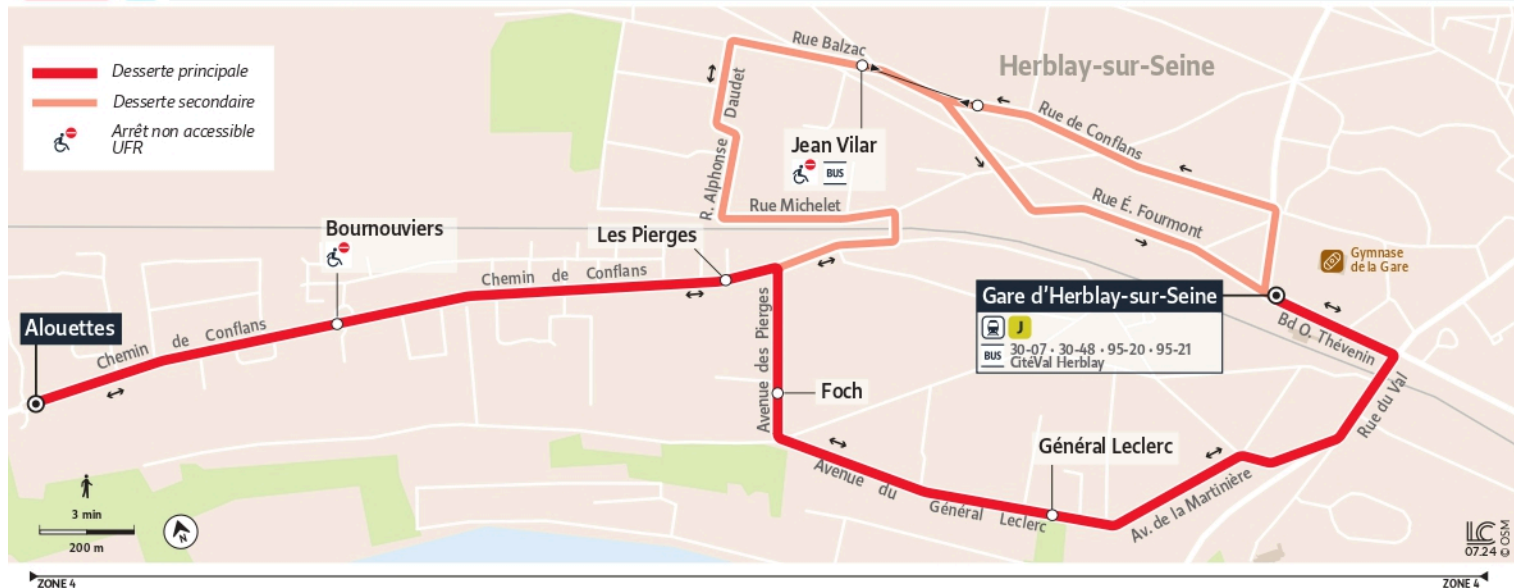 Desserte principale
Desserte secondaire
Arrêt non accessible
UFR
Rue Balzac
Herblay-sur-Seine
R. Alphonse Daudet
Jean Vilar
BUS
Rue de Conflans
Rue Michelet
Rue É. Fourmont
Bournouviers
Les Pierges
Chemin de Conflans
Gymnase
de la Gare
Alouettes
Chemin de Conflans
Gare d'Herblay-sur-Seine
J
BUS 30-07 • 30-48 • 95-20 • 95-21
CitéVal Herblay
Bd O. Thévenin
Avenue des Pierges
Foch
Rue du Val
Général Leclerc
Avenue du Général Leclerc
Av. de la Martinière
3 min
200 m
N
LC
07.24 © OSM
ZONE 4
ZONE 4